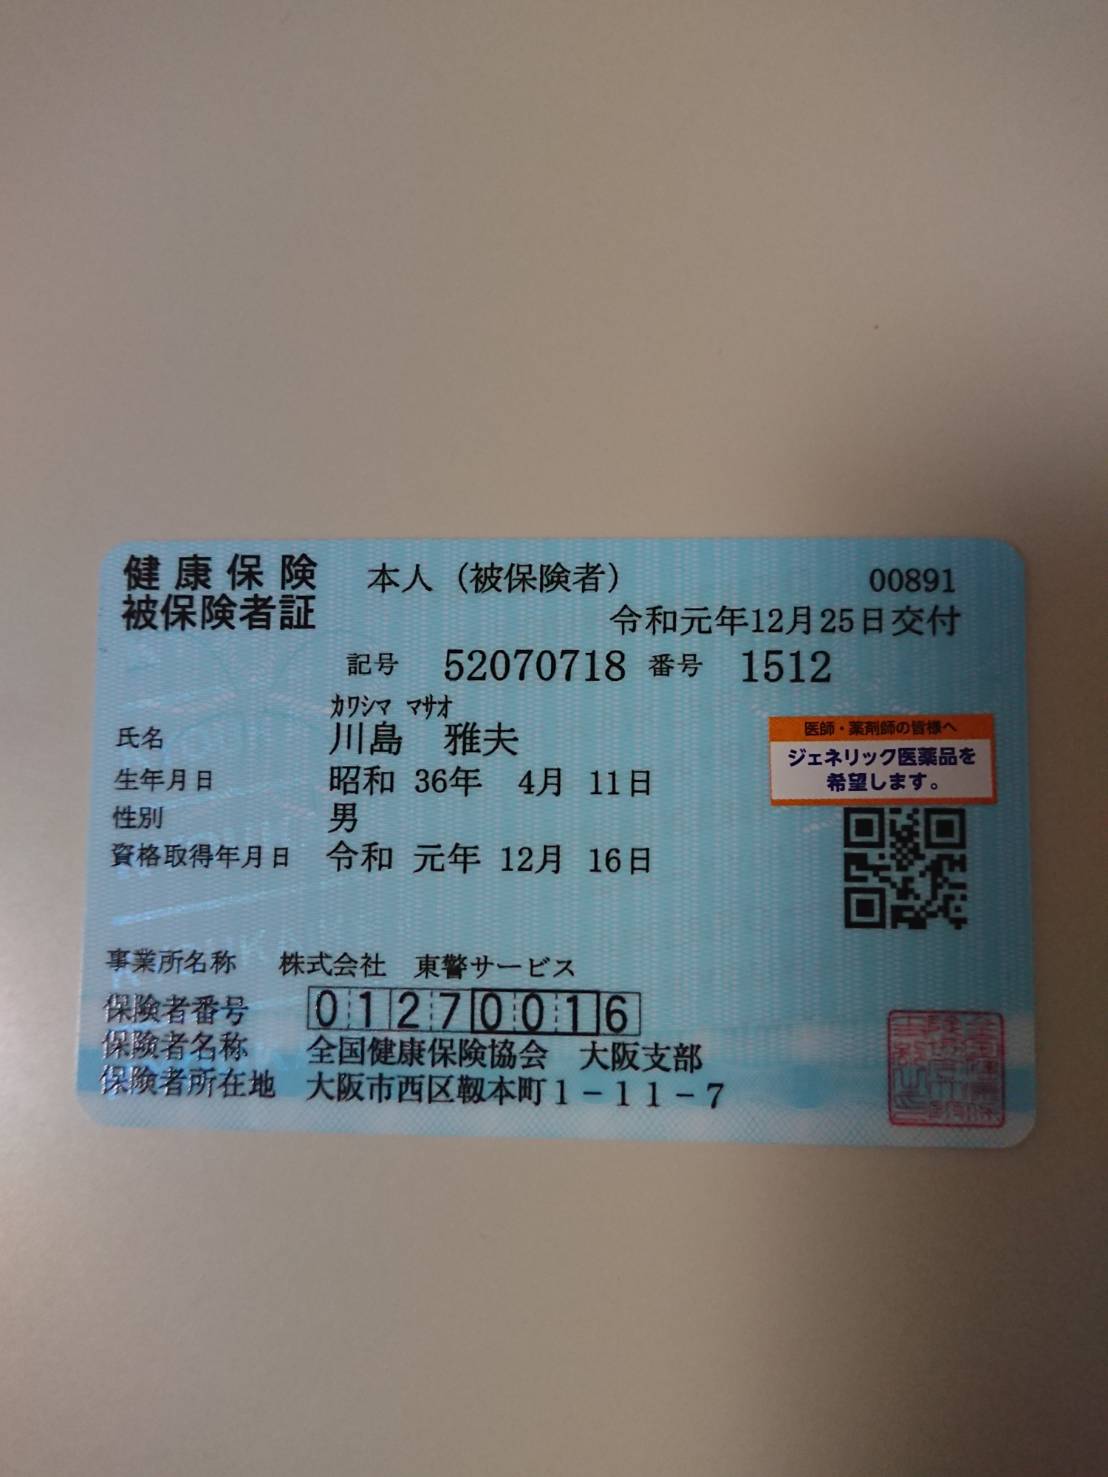 健康保険
被保険者証
本人（被保険者） 00891
令和元年12月25日交付
記号 52070718 番号 1512
カワシマ マサオ
氏名 川島 雅夫
生年月日 昭和 36年 4月 11日
性別 男
資格取得年月日 令和 元年 12月 16日
医師・薬剤師の皆様へ
ジェネリック医薬品を
希望します。
事業所名称 株式会社 東警サービス
保険者番号 01270016
保険者名称 全国健康保険協会 大阪支部
保険者所在地 大阪市西区靱本町１－１１－７